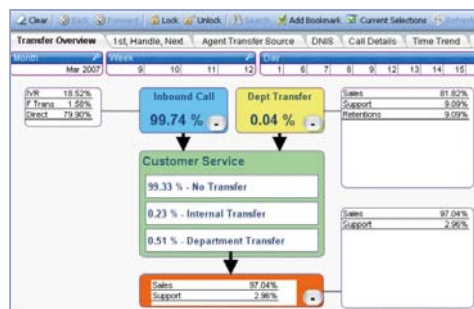 Clear Back Forward Lock Unlock Search Add Bookmark Current Selections Refresh
Transfer Overview 1st, Handle, Next Agent Transfer Source DNIS Call Details Time Trend
Month Week Day
Mar 2007 9 10 11 12 1 6 7 8 9 12 13 14 15
IVR 18.52%
F Trans 1.58%
Direct 79.90%
Inbound Call
99.74 %
Dept Transfer
0.04 %
Sales 81.82%
Support 9.09%
Retentions 9.09%
Customer Service
99.33 % - No Transfer
0.23 % - Internal Transfer
0.51 % - Department Transfer
Sales 97.04%
Support 2.96%
Sales 97.04%
Support 2.96%